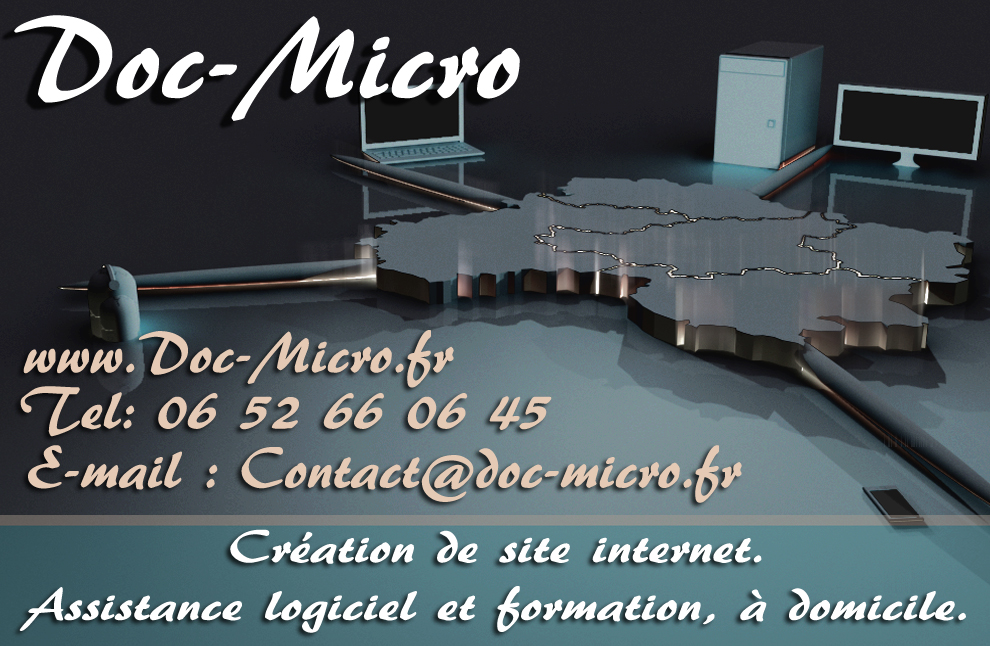 Doc-Micro
www.Doc-Micro.fr
Tel: 06 52 66 06 45
E-mail : Contact@doc-micro.fr
Création de site internet.
Assistance logiciel et formation, à domicile.